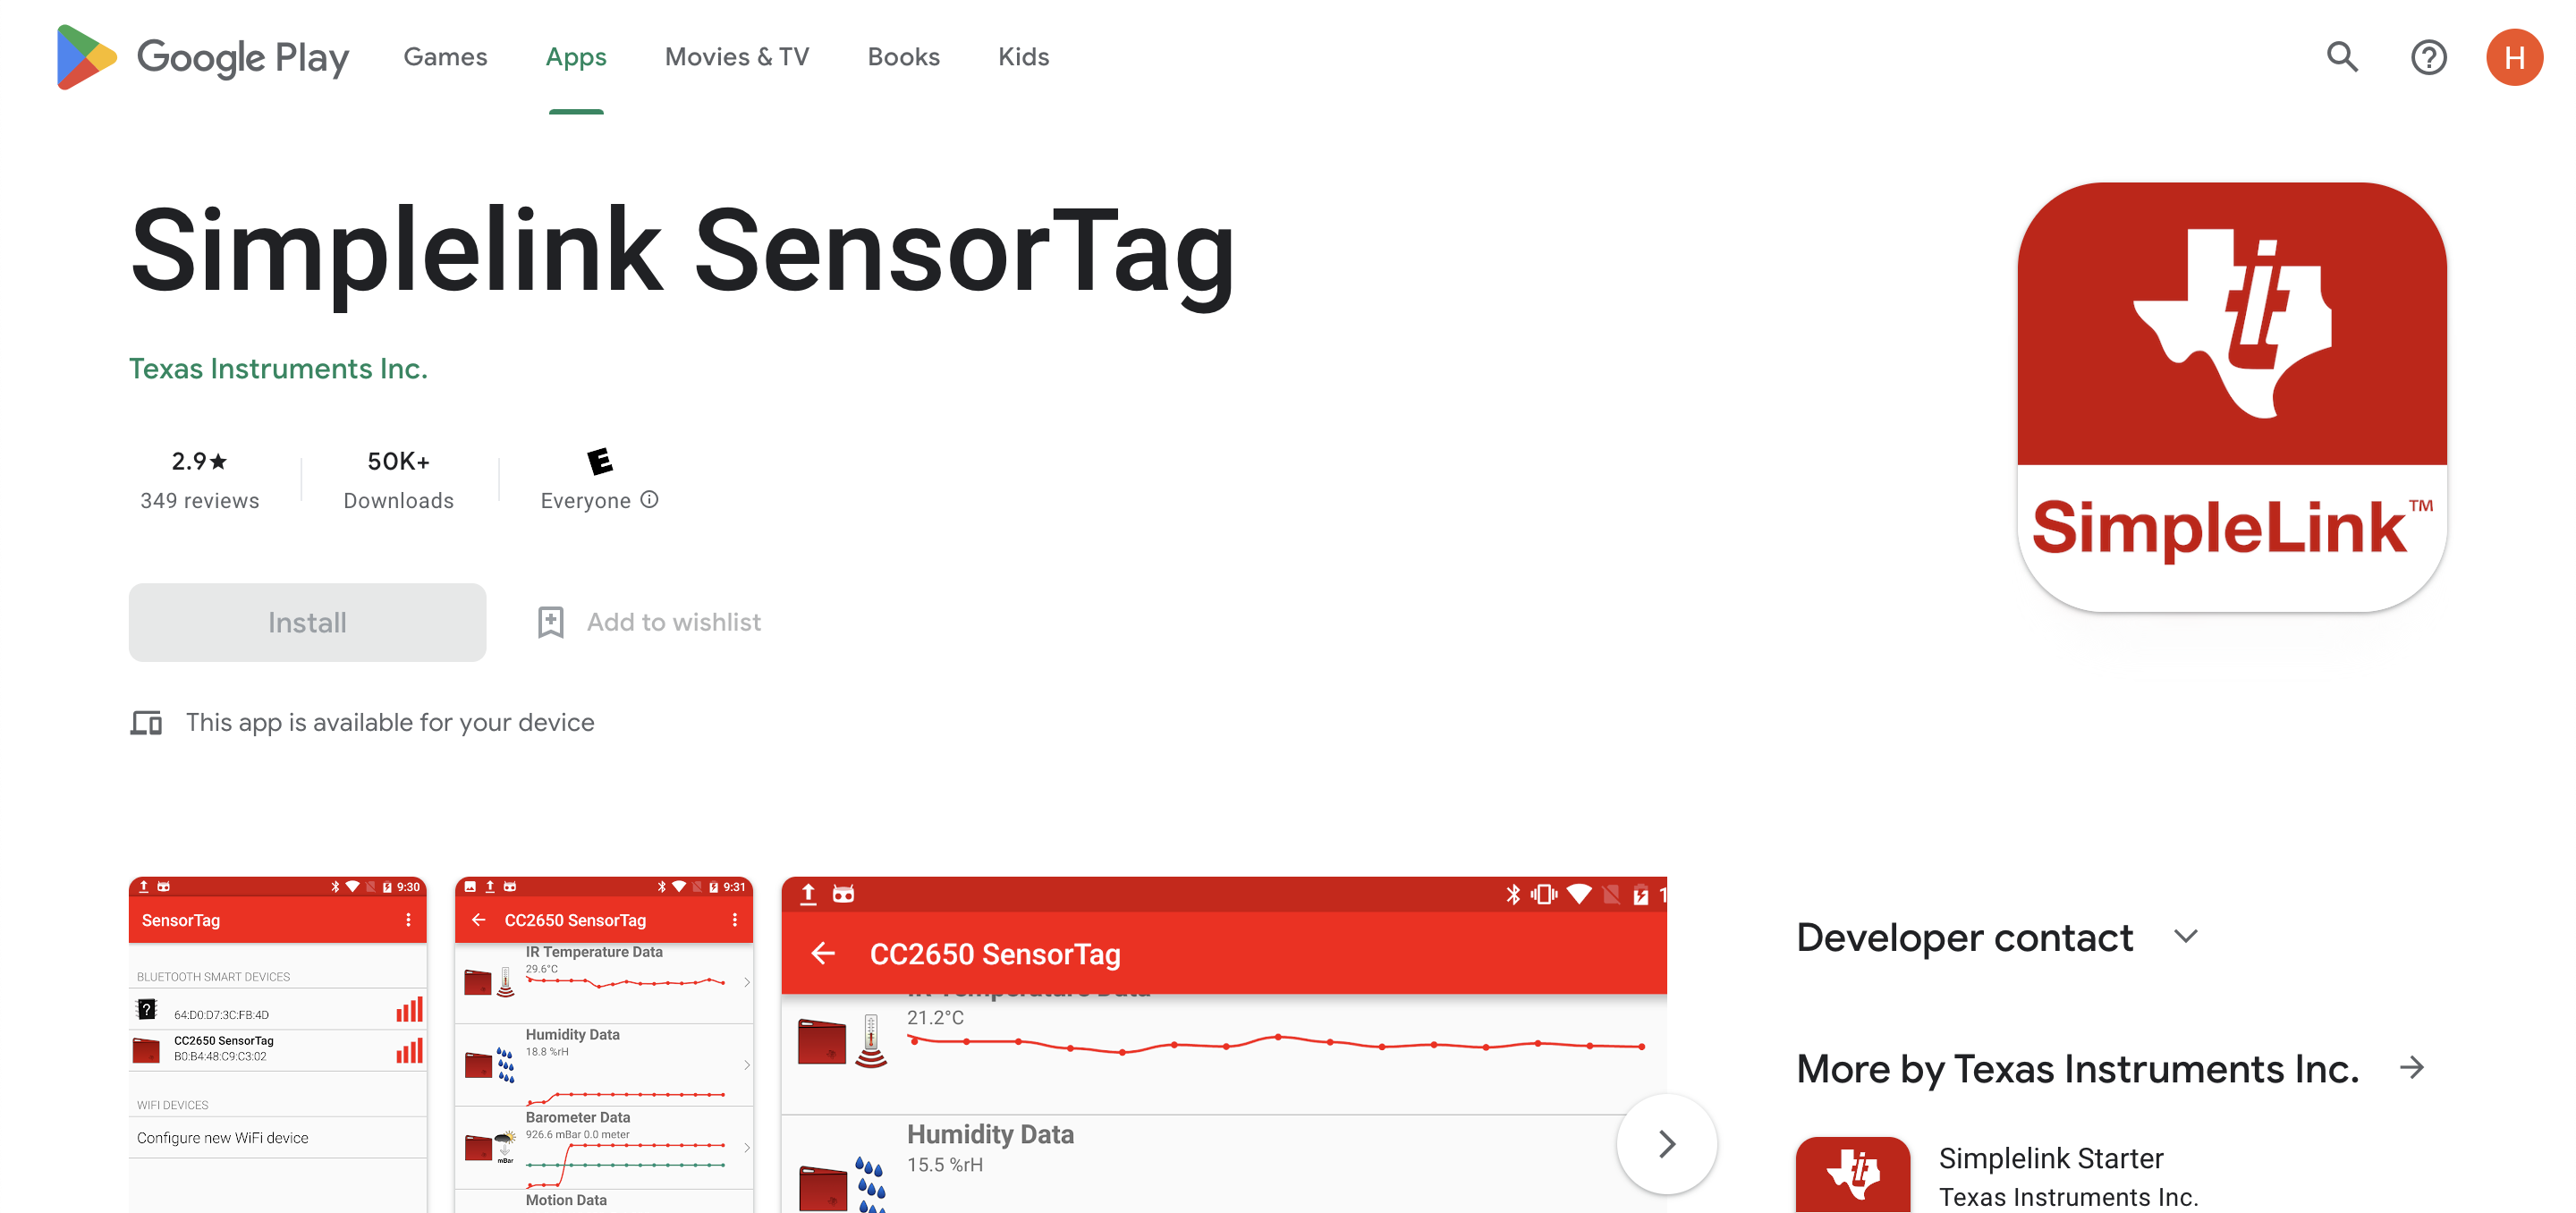 Google Play
Games
Apps
Movies & TV
Books
Kids
H
Simplelink SensorTag
Texas Instruments Inc.
2.9★
349 reviews
50K+
Downloads
E
Everyone
Install
Add to wishlist
This app is available for your device
SimpleLink™
9:30
SensorTag
BLUETOOTH SMART DEVICES
64:D0:D7:3C:FB:4D
CC2650 SensorTag
B0:B4:48:C9:C3:02
WIFI DEVICES
Configure new WiFi device
9:31
CC2650 SensorTag
IR Temperature Data
29.6°C
Humidity Data
18.8 %rH
Barometer Data
926.6 mBar 0.0 meter
mBar
Motion Data
1
CC2650 SensorTag
IR Temperature Data
21.2°C
Humidity Data
15.5 %rH
Developer contact
More by Texas Instruments Inc.
Simplelink Starter
Texas Instruments Inc.